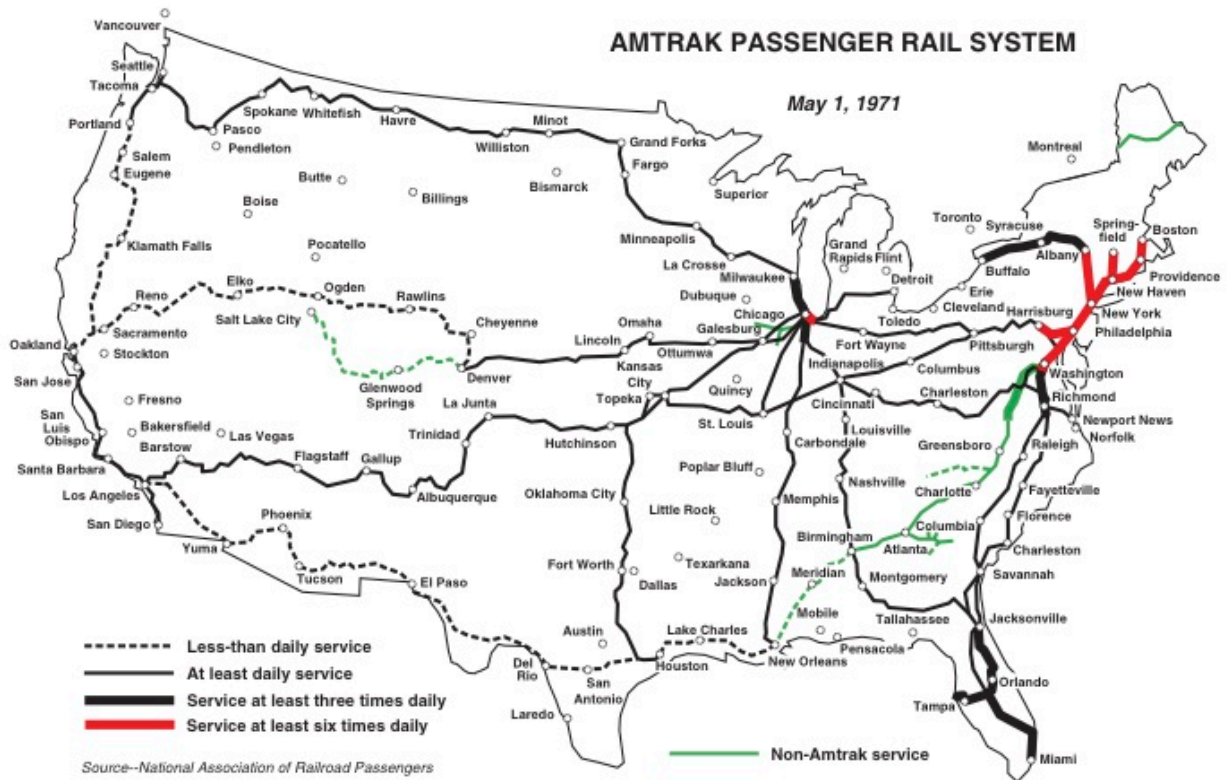 AMTRAK PASSENGER RAIL SYSTEM
May 1, 1971
Vancouver
Seattle
Tacoma
Portland
Salem
Eugene
Klamath Falls
Spokane
Whitefish
Havre
Pasco
Pendleton
Butte
Billings
Boise
Pocatello
Williston
Minot
Bismarck
Grand Forks
Fargo
Superior
Minneapolis
La Crosse
Milwaukee
Dubuque
Chicago
Galesburg
Grand
Rapids
Flint
Detroit
Toronto
Montreal
Syracuse
Albany
Buffalo
Spring-
field
Boston
Providence
New Haven
New York
Philadelphia
Erie
Cleveland
Harrisburg
Toledo
Pittsburgh
Fort Wayne
Washington
Richmond
Newport News
Norfolk
Reno
Elko
Ogden
Rawlins
Salt Lake City
Cheyenne
Sacramento
Oakland
Stockton
San Jose
Glenwood
Springs
Denver
Lincoln
Omaha
Ottumwa
Kansas
City
Topeka
Quincy
St. Louis
Indianapolis
Columbus
Cincinnati
Charleston
Louisville
Fresno
San
Luis
Obispo
Bakersfield
Barstow
Las Vegas
La Junta
Trinidad
Hutchinson
Santa Barbara
Los Angeles
San Diego
Flagstaff
Gallup
Albuquerque
Phoenix
Yuma
Tucson
El Paso
Oklahoma City
Poplar Bluff
Carbondale
Little Rock
Memphis
Nashville
Greensboro
Raleigh
Charlotte
Fayetteville
Florence
Columbia
Birmingham
Atlanta
Charleston
Savannah
Fort Worth
Dallas
Texarkana
Jackson
Meridian
Montgomery
Mobile
Tallahassee
Jacksonville
Pensacola
Austin
Lake Charles
Houston
New Orleans
Del
Rio
San
Antonio
Laredo
Orlando
Tampa
Miami
Less-than daily service
At least daily service
Service at least three times daily
Service at least six times daily
Non-Amtrak service
Source--National Association of Railroad Passengers